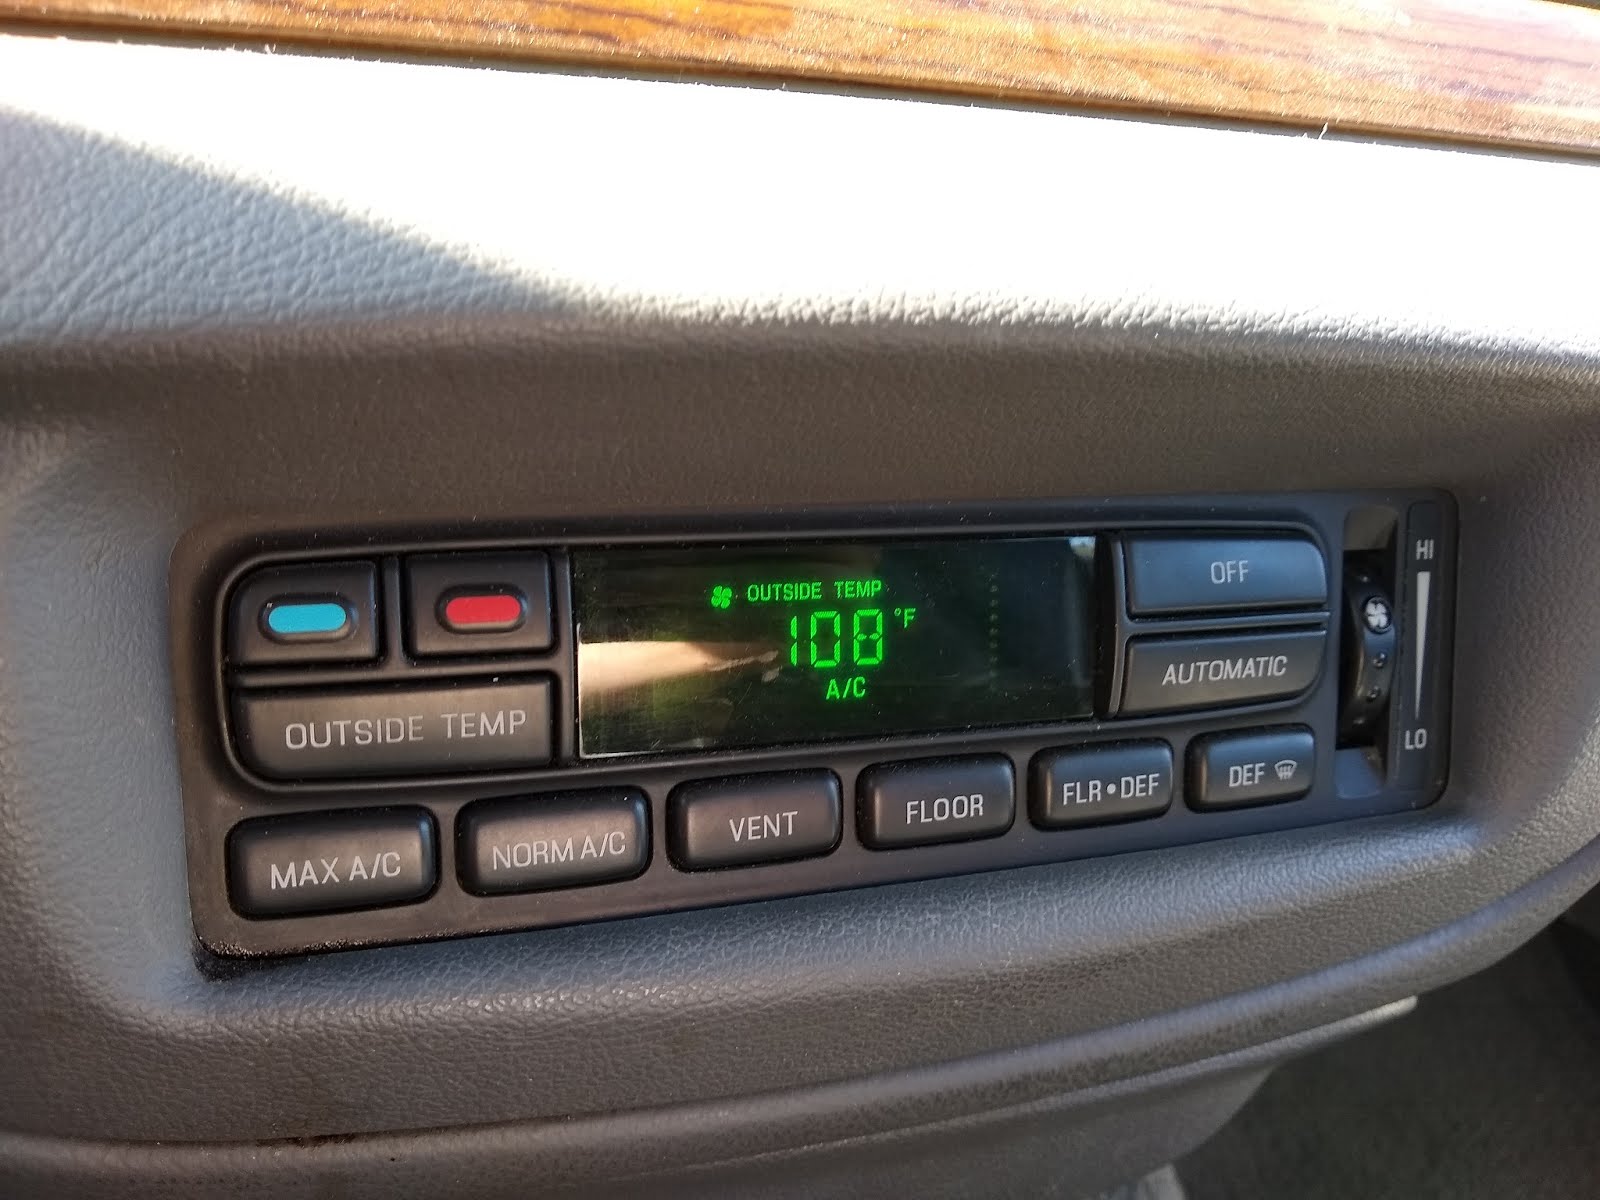 OUTSIDE TEMP
108°F
A/C
OFF
AUTOMATIC
HI
LO
OUTSIDE TEMP
MAX A/C
NORM A/C
VENT
FLOOR
FLR•DEF
DEF